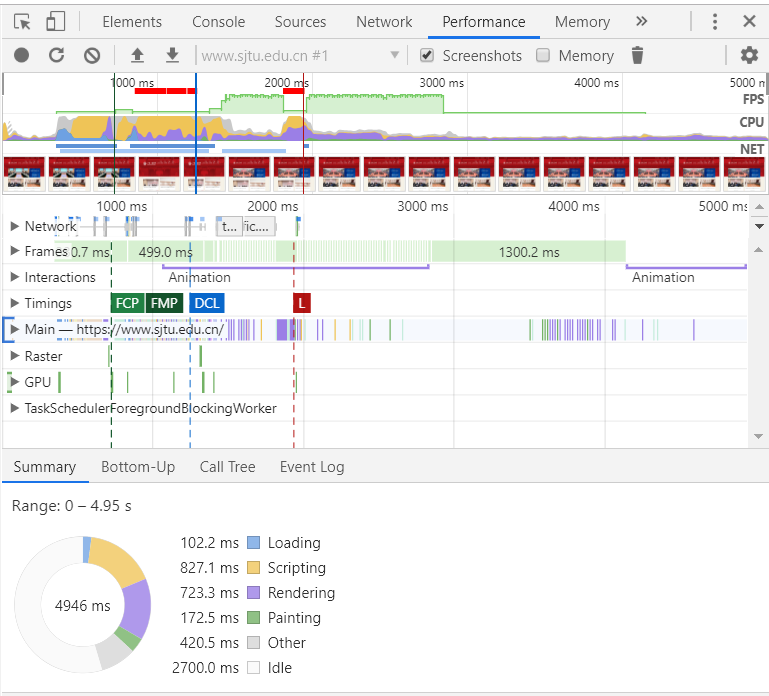 Elements Console Sources Network Performance Memory »
www.sjtu.edu.cn #1 Screenshots Memory
1000 ms 2000 ms 3000 ms 4000 ms 5000 m
FPS
CPU
NET
1000 ms 2000 ms 3000 ms 4000 ms 5000 ms
Network t... fic....
Frames 0.7 ms 499.0 ms 1300.2 ms
Interactions Animation Animation
Timings FCP FMP DCL L
Main — https://www.sjtu.edu.cn/
Raster
GPU
TaskSchedulerForegroundBlockingWorker
Summary Bottom-Up Call Tree Event Log
Range: 0 – 4.95 s
102.2 ms Loading
827.1 ms Scripting
4946 ms
723.3 ms Rendering
172.5 ms Painting
420.5 ms Other
2700.0 ms Idle